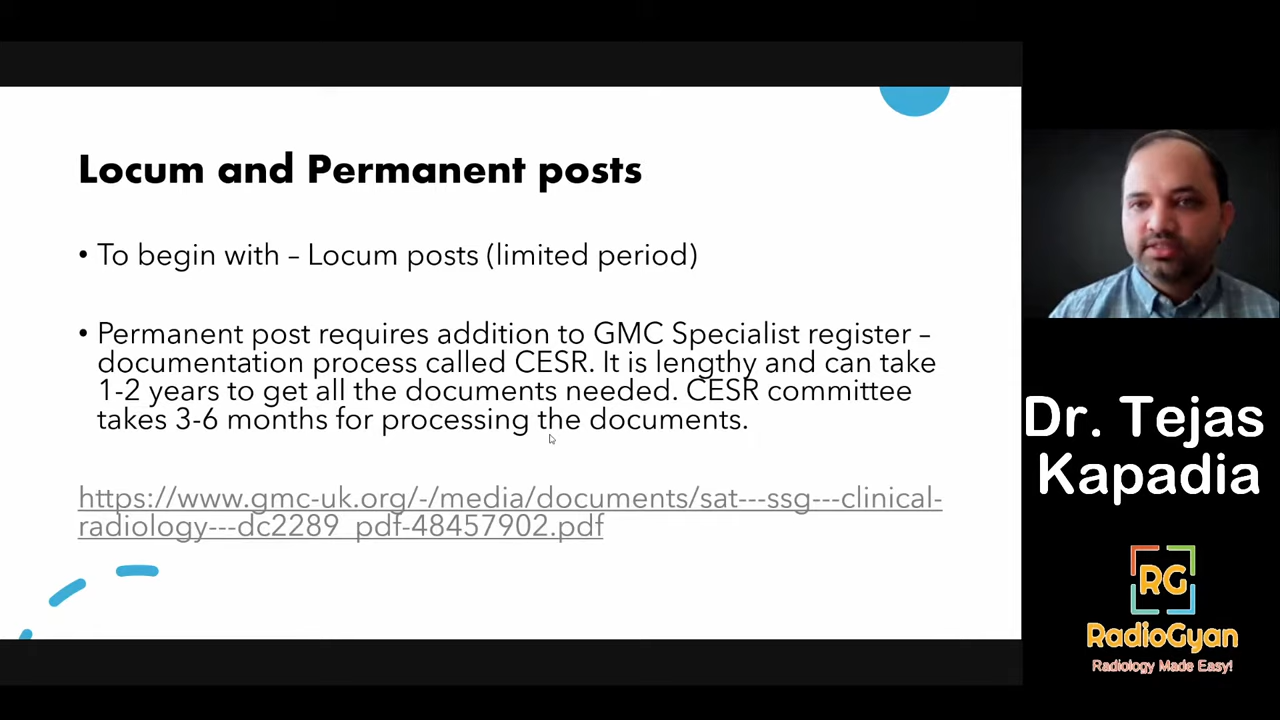 Locum and Permanent posts
• To begin with – Locum posts (limited period)
• Permanent post requires addition to GMC Specialist register –
documentation process called CESR. It is lengthy and can take
1-2 years to get all the documents needed. CESR committee
takes 3-6 months for processing the documents.
https://www.gmc-uk.org/-/media/documents/sat---ssg---clinical-
radiology---dc2289_pdf-48457902.pdf
Dr. Tejas
Kapadia
RG
RadioGyan
Radiology Made Easy!